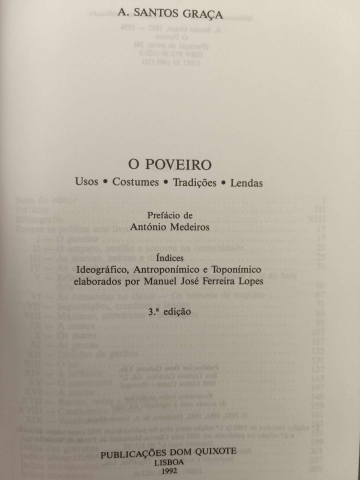 A. SANTOS GRAÇA
O POVEIRO
Usos • Costumes • Tradições • Lendas
Prefácio de
António Medeiros
Índices
Ideográfico, Antroponímico e Toponímico
elaborados por Manuel José Ferreira Lopes
3.ª edição
PUBLICAÇÕES DOM QUIXOTE
LISBOA
1992